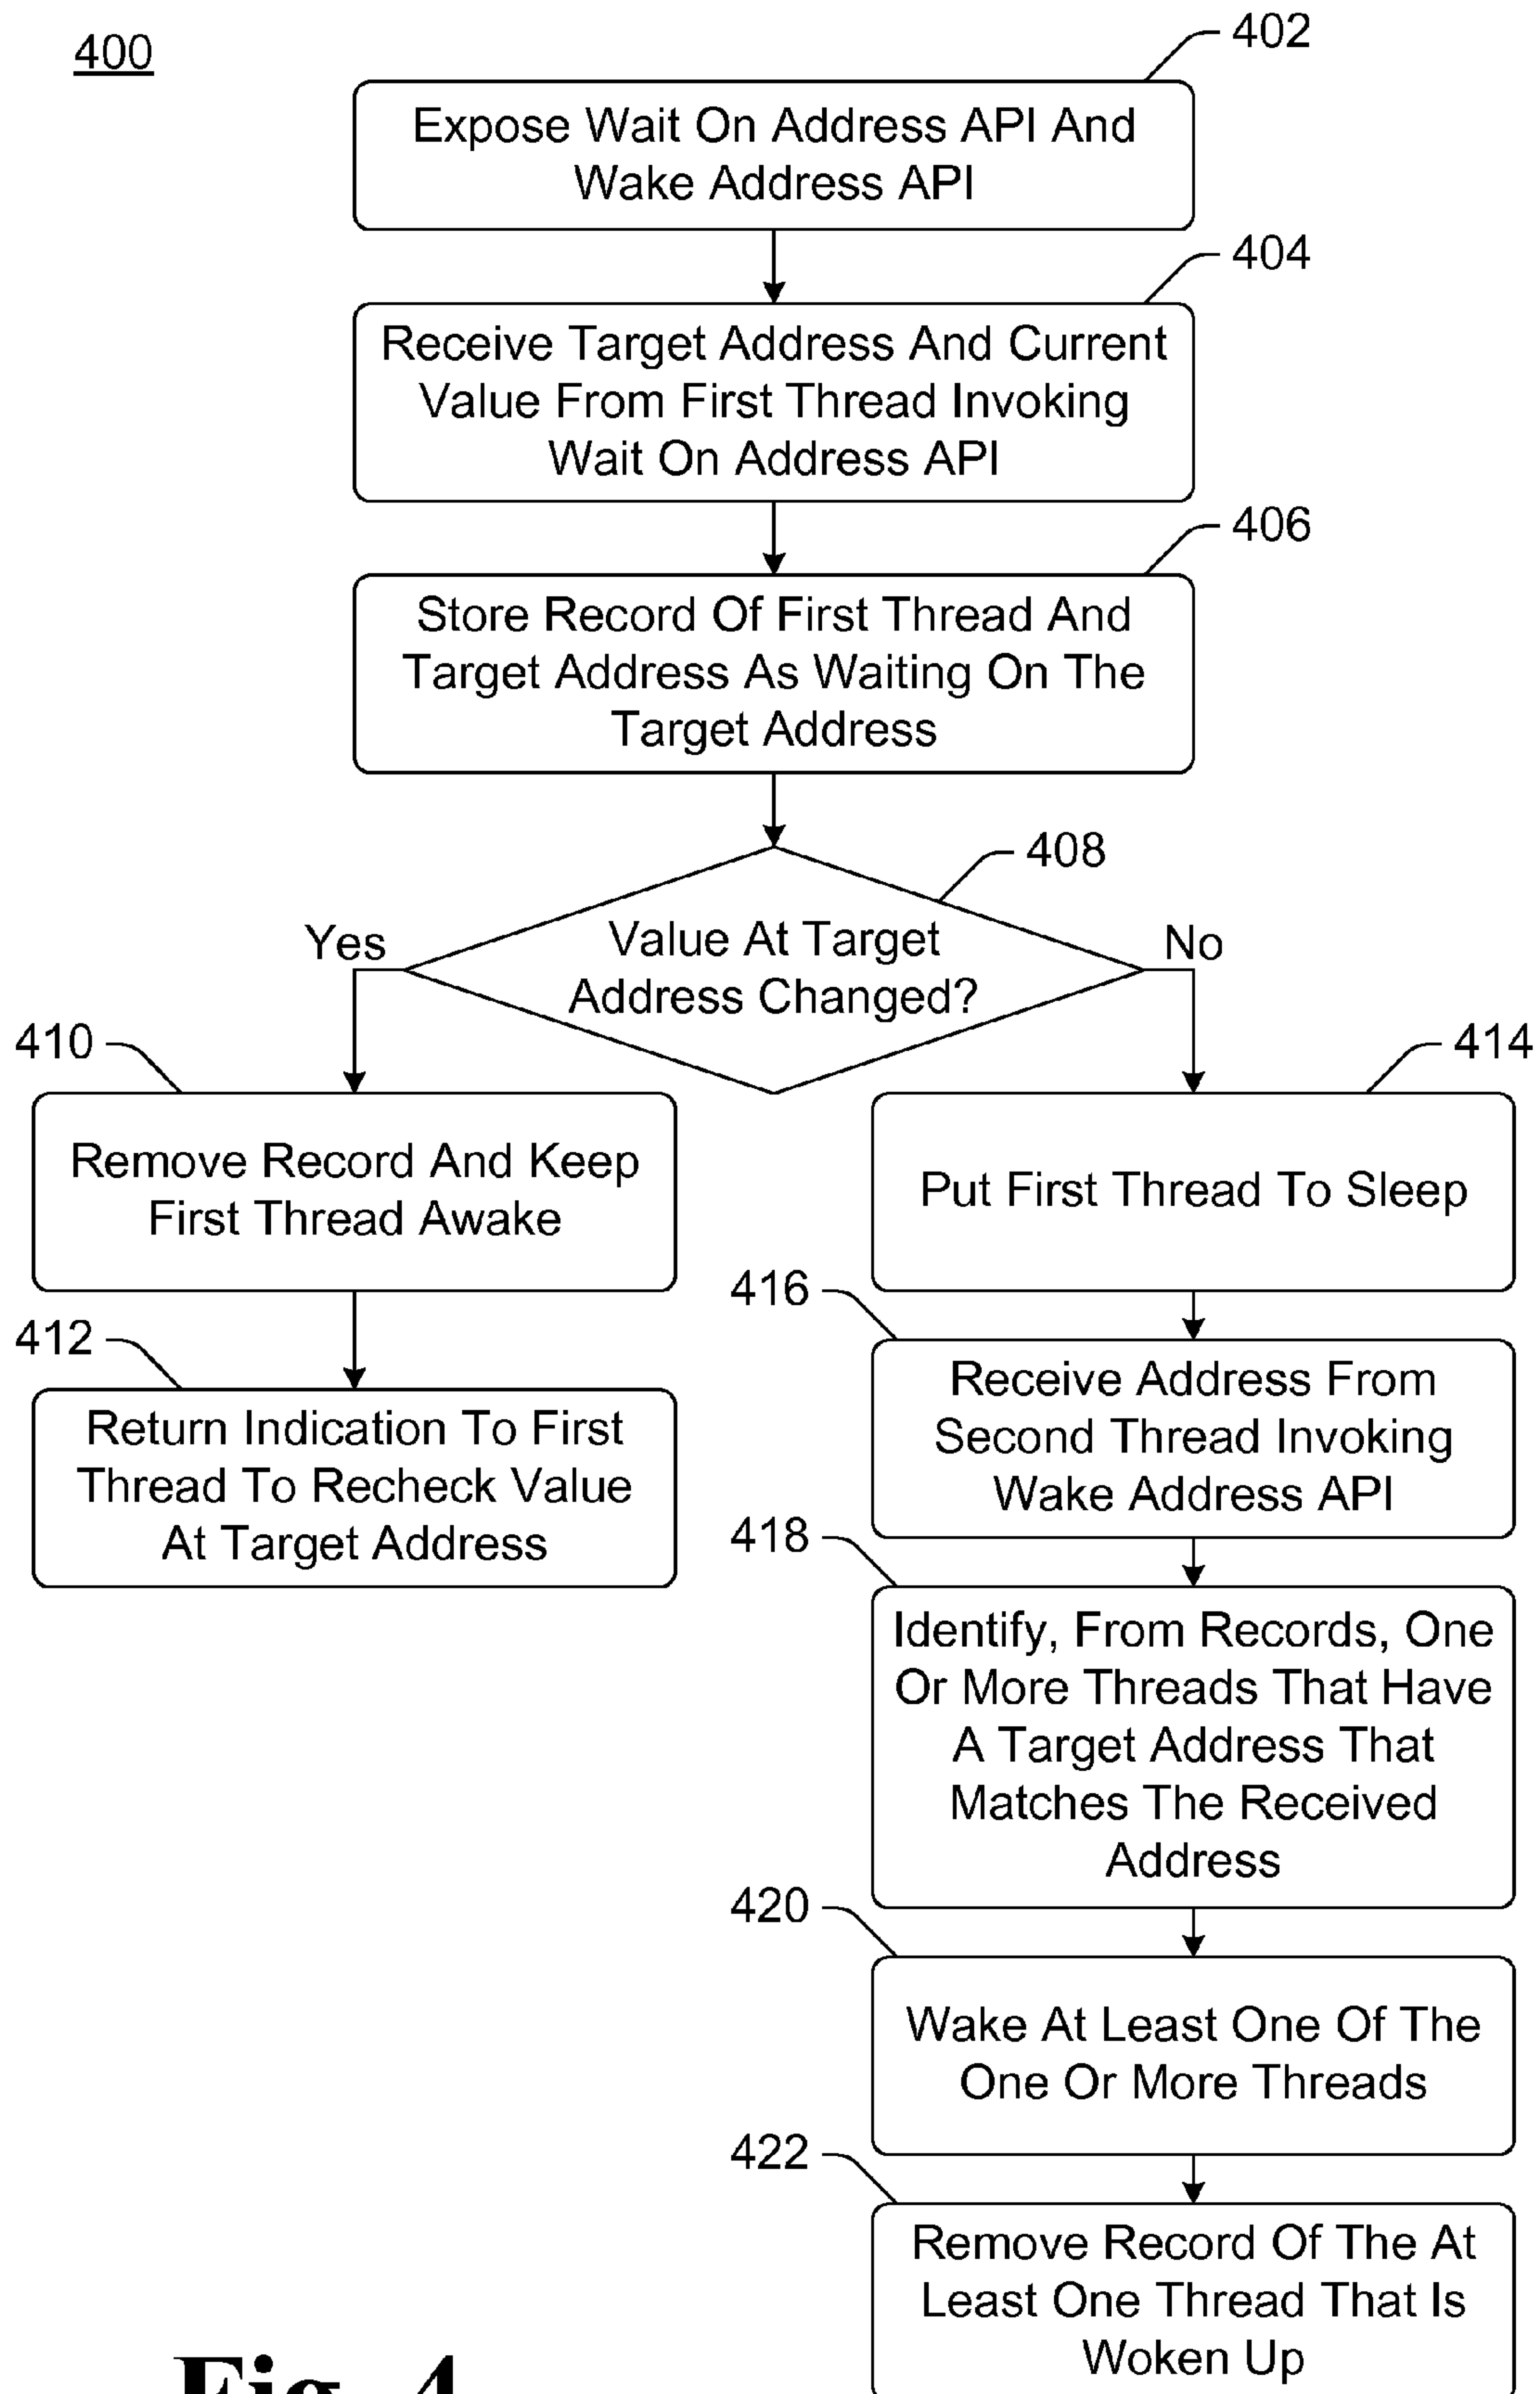 400
402
Expose Wait On Address API And
Wake Address API
404
Receive Target Address And Current
Value From First Thread Invoking
Wait On Address API
406
Store Record Of First Thread And
Target Address As Waiting On The
Target Address
408
Value At Target
Address Changed?
Yes
No
410
Remove Record And Keep
First Thread Awake
412
Return Indication To First
Thread To Recheck Value
At Target Address
414
Put First Thread To Sleep
416
Receive Address From
Second Thread Invoking
Wake Address API
418
Identify, From Records, One
Or More Threads That Have
A Target Address That
Matches The Received
Address
420
Wake At Least One Of The
One Or More Threads
422
Remove Record Of The At
Least One Thread That Is
Woken Up
Fig. 4